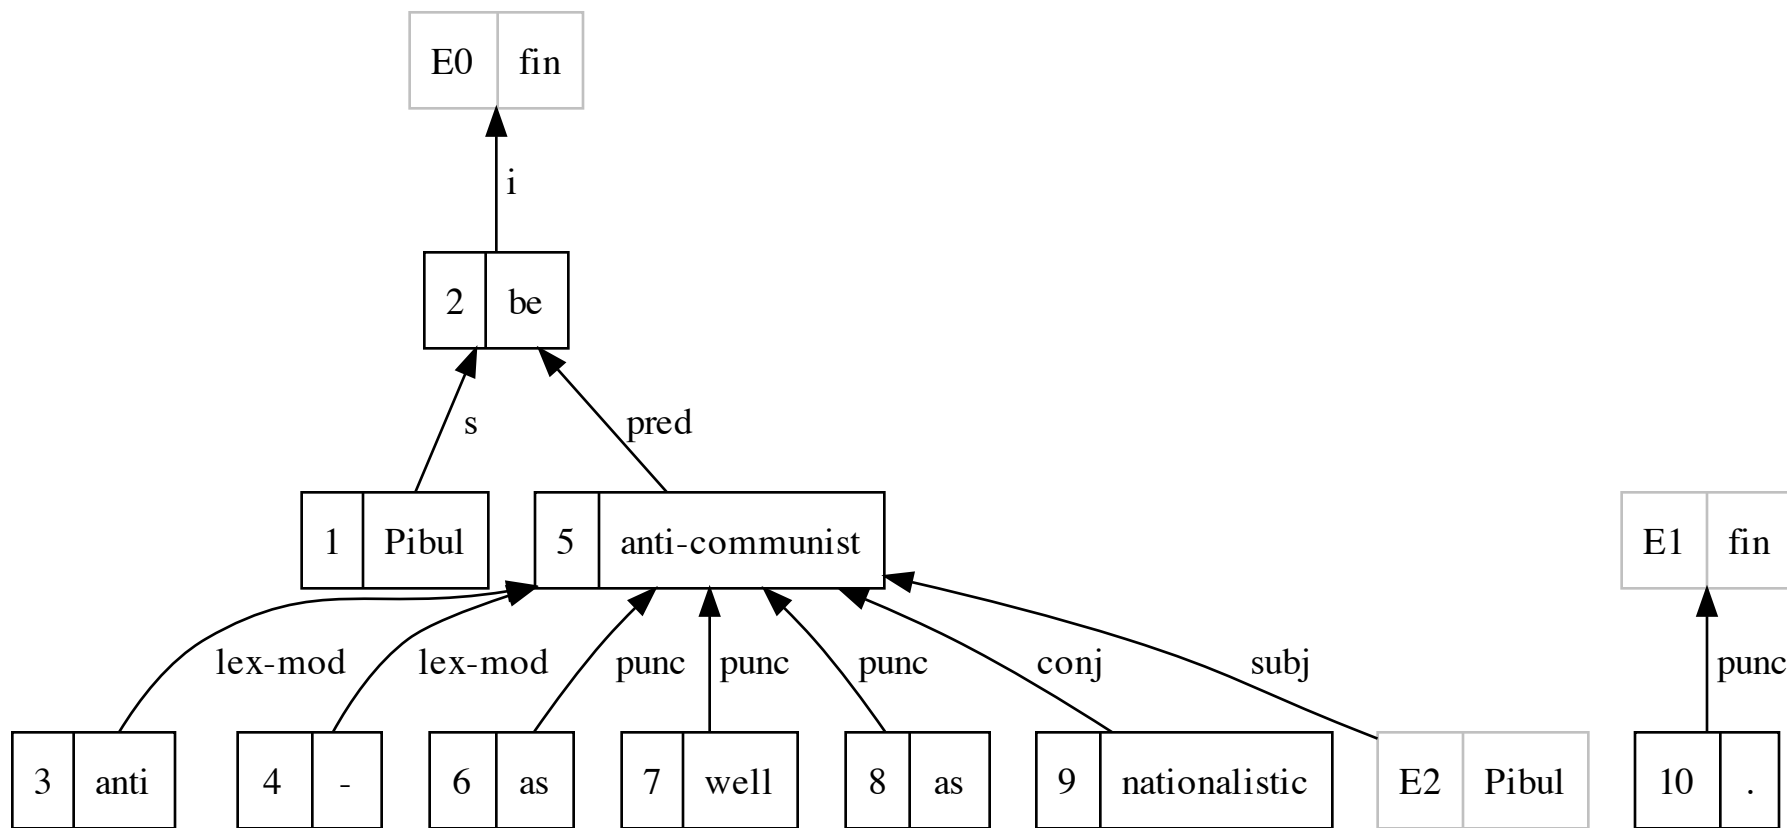 E0 fin
i
2 be
s pred
1 Pibul 5 anti-communist E1 fin
lex-mod lex-mod punc punc punc conj subj punc
3 anti 4 - 6 as 7 well 8 as 9 nationalistic E2 Pibul 10 .